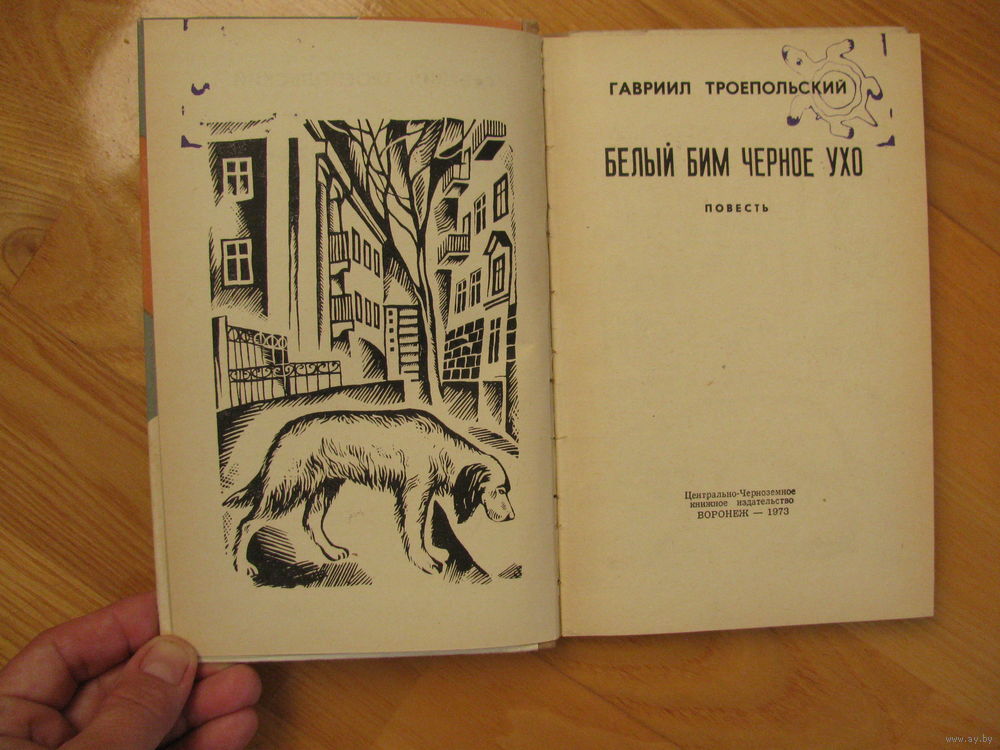 ГАВРИИЛ ТРОЕПОЛЬСКИЙ
БЕЛЫЙ БИМ ЧЕРНОЕ УХО
ПОВЕСТЬ
Центрально-Черноземное
книжное издательство
ВОРОНЕЖ — 1973
www.ay.by